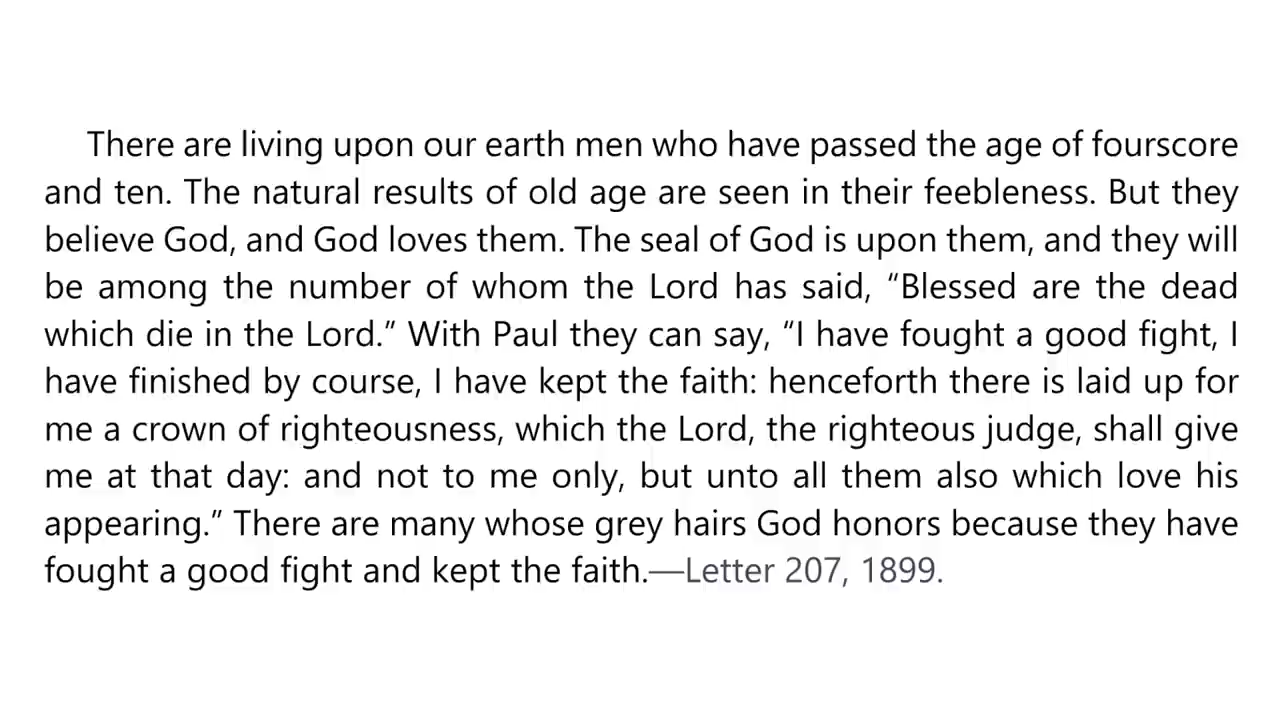 There are living upon our earth men who have passed the age of fourscore
and ten. The natural results of old age are seen in their feebleness. But they
believe God, and God loves them. The seal of God is upon them, and they will
be among the number of whom the Lord has said, “Blessed are the dead
which die in the Lord.” With Paul they can say, “I have fought a good fight, I
have finished by course, I have kept the faith: henceforth there is laid up for
me a crown of righteousness, which the Lord, the righteous judge, shall give
me at that day: and not to me only, but unto all them also which love his
appearing.” There are many whose grey hairs God honors because they have
fought a good fight and kept the faith.—Letter 207, 1899.